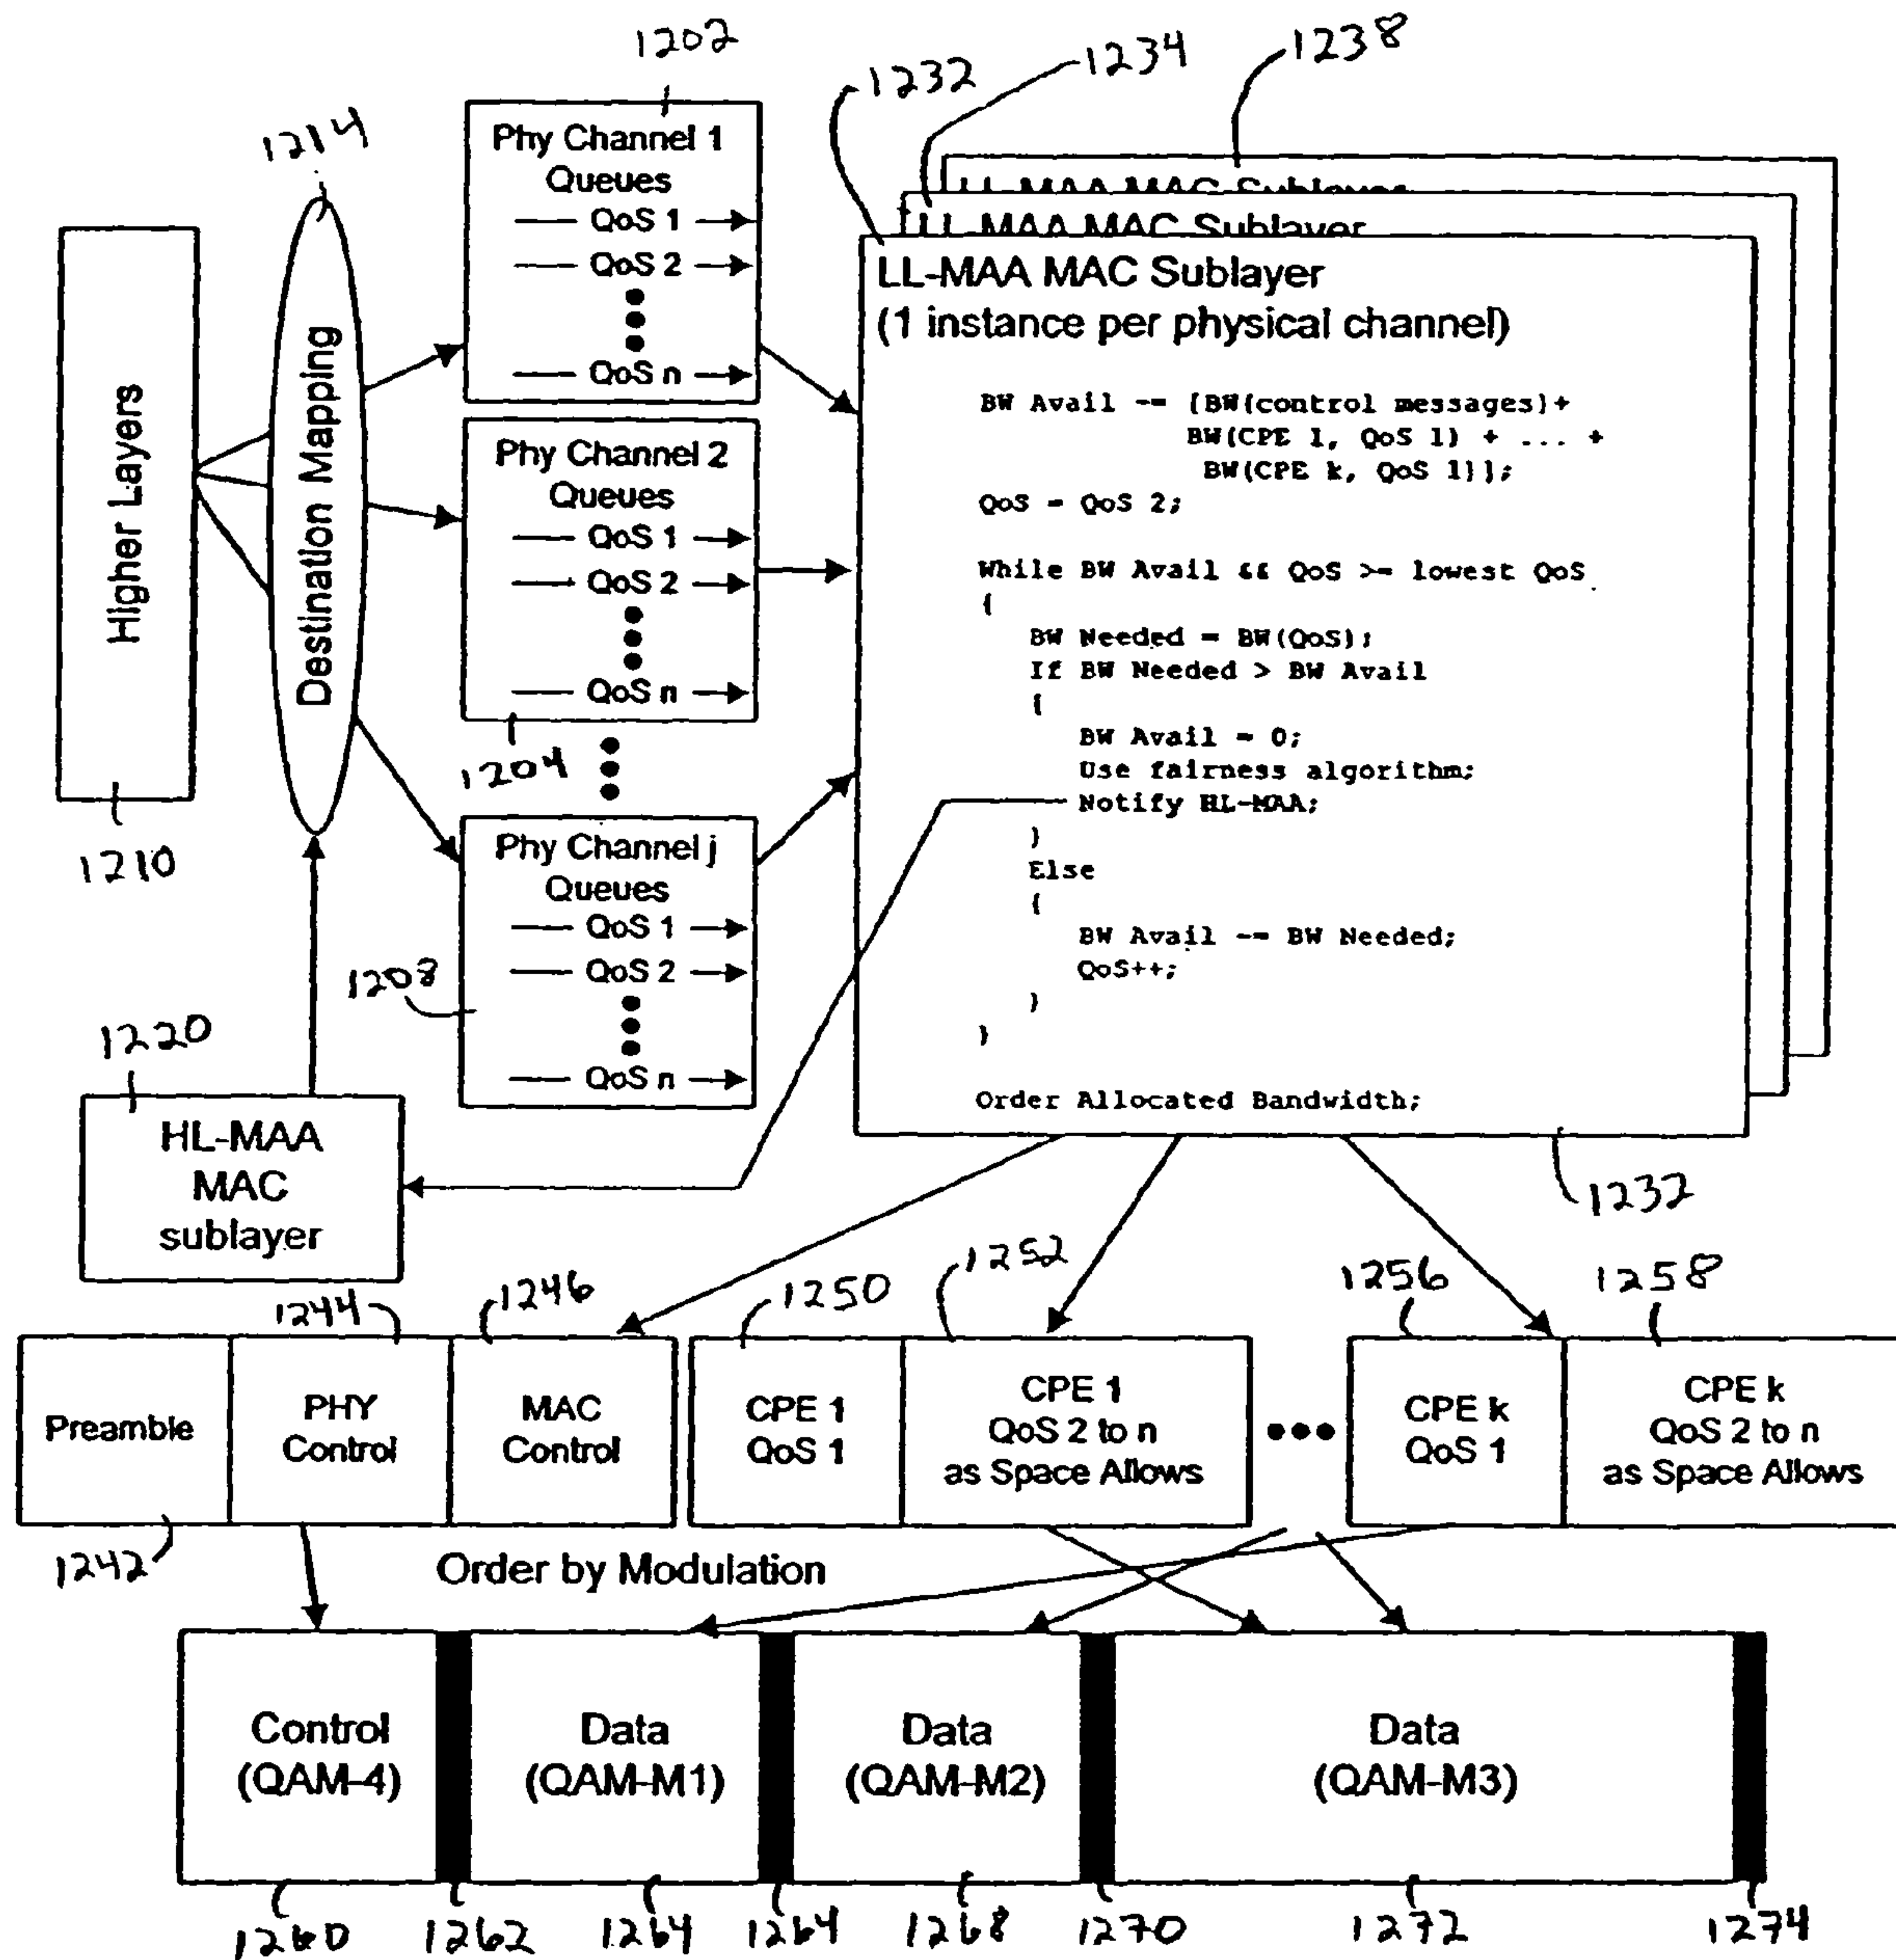 1202
1232
1234
1238
1214
Higher Layers
1210
Destination Mapping
Phy Channel 1
Queues
QoS 1
QoS 2
QoS n
Phy Channel 2
Queues
QoS 1
QoS 2
QoS n
1204
Phy Channel j
Queues
QoS 1
QoS 2
QoS n
1208
1220
HL-MAA
MAC
sublayer
LL-MAA MAC Sublayer
LL-MAA MAC Sublayer
LL-MAA MAC Sublayer
(1 instance per physical channel)
BW Avail -= [BW(control messages)+
BW(CPE 1, QoS 1) + ... +
BW(CPE k, QoS 1)];
QoS = QoS 2;
While BW Avail && QoS >= lowest QoS
{
BW Needed = BW(QoS);
If BW Needed > BW Avail
{
BW Avail = 0;
Use fairness algorithm;
Notify HL-MAA;
}
Else
{
BW Avail -= BW Needed;
QoS++;
}
}
Order Allocated Bandwidth;
1232
1244
1246
1250
1252
1256
1258
Preamble
PHY
Control
MAC
Control
CPE 1
QoS 1
CPE 1
QoS 2 to n
as Space Allows
CPE k
QoS 1
CPE k
QoS 2 to n
as Space Allows
1242
Order by Modulation
Control
(QAM-4)
Data
(QAM-M1)
Data
(QAM-M2)
Data
(QAM-M3)
1260
1262
1264
1264
1268
1270
1272
1274